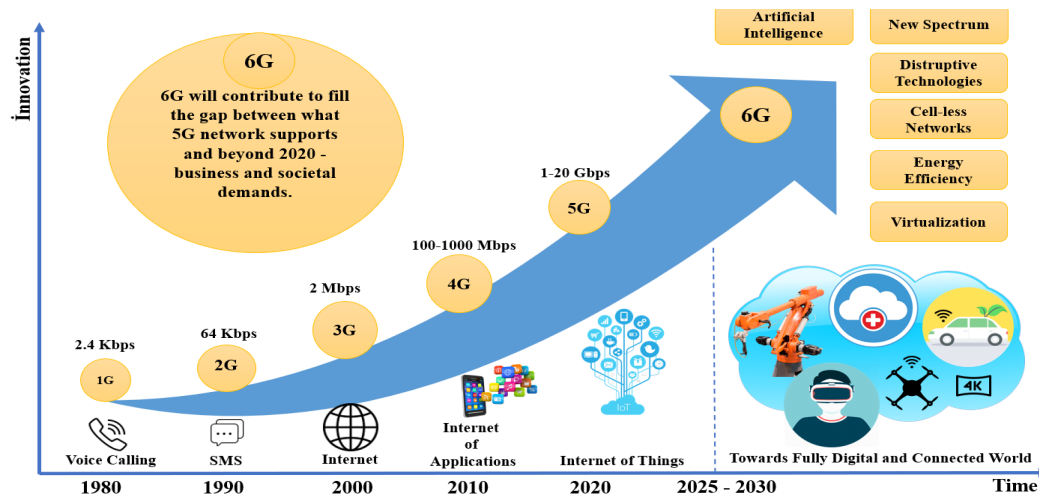 Artificial
Intelligence
New Spectrum
İnnovation
6G
6G will contribute to fill
the gap between what
5G network supports
and beyond 2020 -
business and societal
demands.
Distruptive
Technologies
6G
Cell-less
Networks
Energy
Efficiency
1-20 Gbps
5G
Virtualization
100-1000 Mbps
4G
2 Mbps
3G
64 Kbps
2G
2.4 Kbps
1G
4K
IoT
Voice Calling
SMS
Internet
Internet
of
Applications
Internet of Things
Towards Fully Digital and Connected World
1980
1990
2000
2010
2020
2025 - 2030
Time